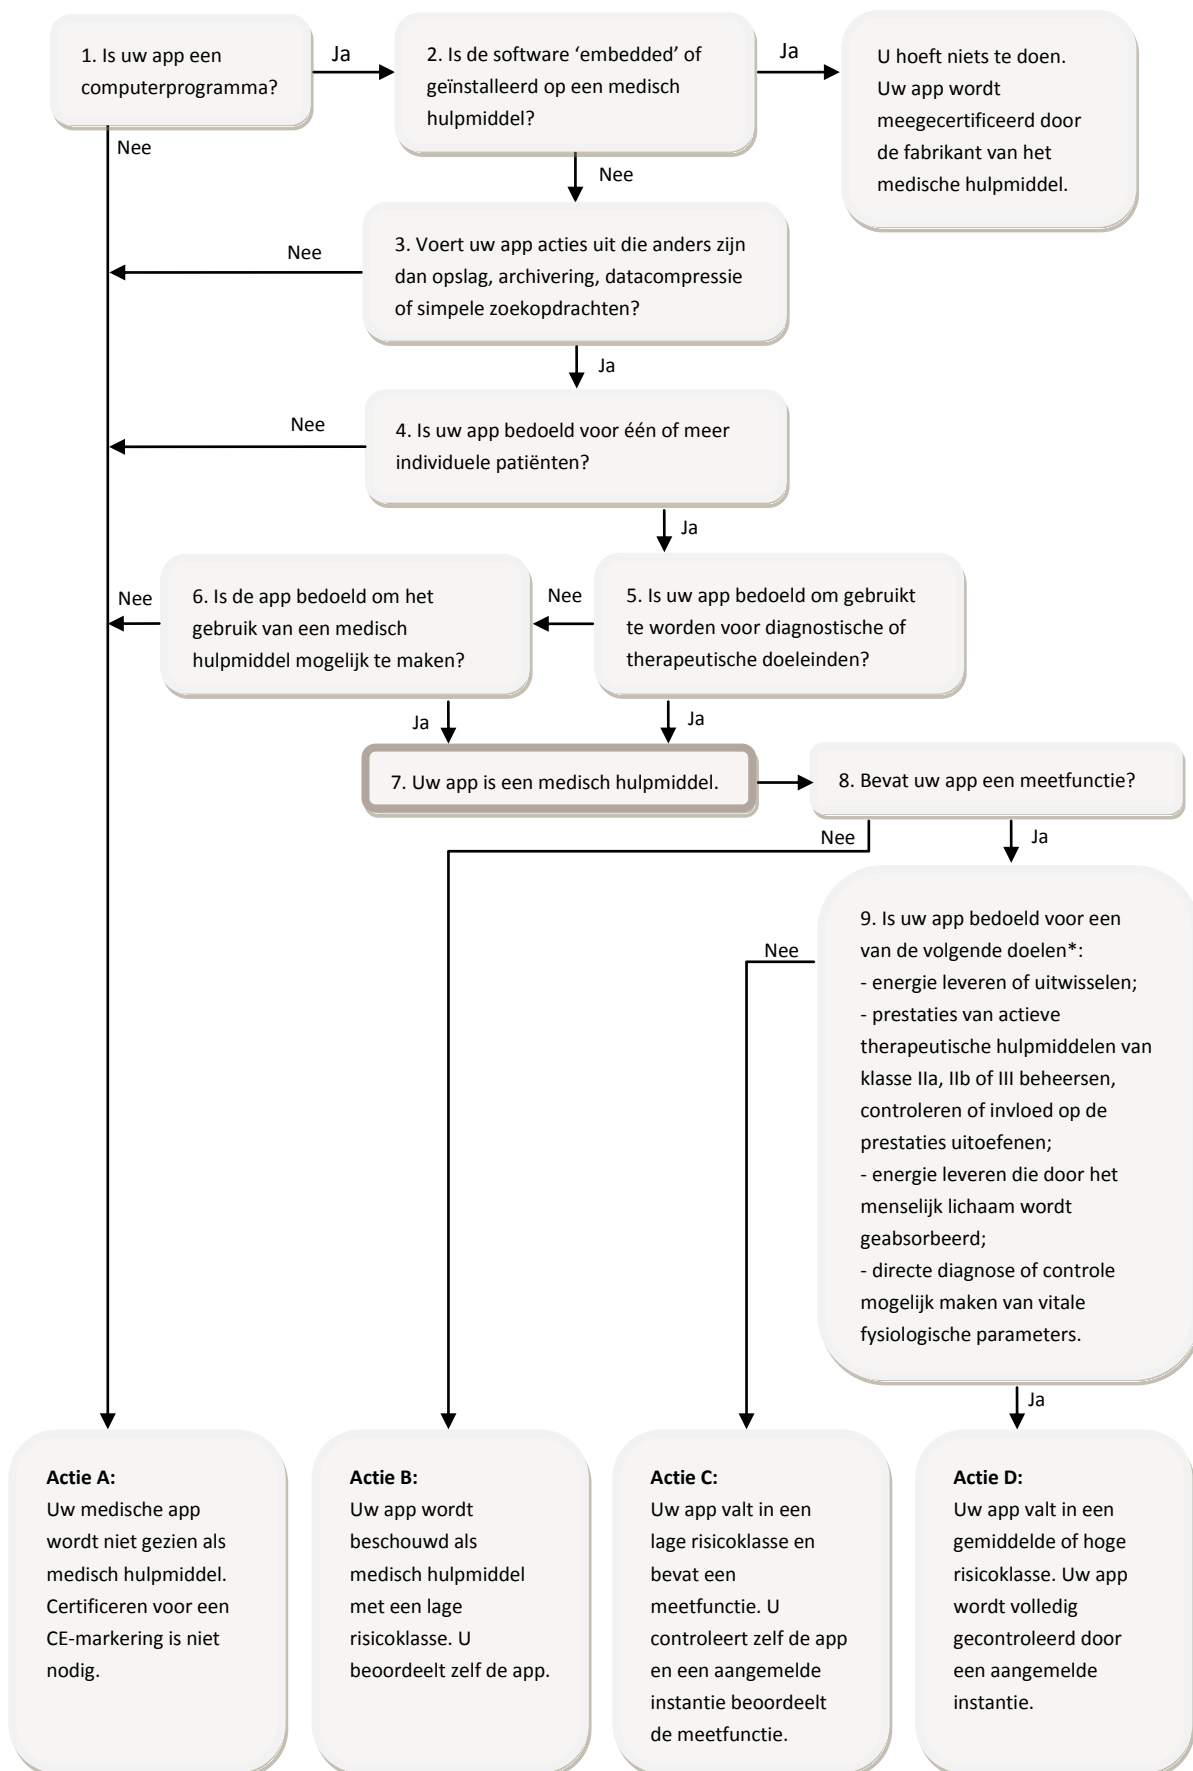 1. Is uw app een
computerprogramma?
Ja
2. Is de software ‘embedded’ of
geïnstalleerd op een medisch
hulpmiddel?
Ja
U hoeft niets te doen.
Uw app wordt
meegecertificeerd door
de fabrikant van het
medische hulpmiddel.
Nee
Nee
3. Voert uw app acties uit die anders zijn
dan opslag, archivering, datacompressie
of simpele zoekopdrachten?
Nee
Ja
4. Is uw app bedoeld voor één of meer
individuele patiënten?
Nee
Ja
5. Is uw app bedoeld om gebruikt
te worden voor diagnostische of
therapeutische doeleinden?
Nee
6. Is de app bedoeld om het
gebruik van een medisch
hulpmiddel mogelijk te maken?
Nee
Ja
Ja
7. Uw app is een medisch hulpmiddel.
8. Bevat uw app een meetfunctie?
Nee
Ja
9. Is uw app bedoeld voor een
van de volgende doelen*:
- energie leveren of uitwisselen;
- prestaties van actieve
therapeutische hulpmiddelen van
klasse IIa, IIb of III beheersen,
controleren of invloed op de
prestaties uitoefenen;
- energie leveren die door het
menselijk lichaam wordt
geabsorbeerd;
- directe diagnose of controle
mogelijk maken van vitale
fysiologische parameters.
Nee
Ja
Actie A:
Uw medische app
wordt niet gezien als
medisch hulpmiddel.
Certificeren voor een
CE-markering is niet
nodig.
Actie B:
Uw app wordt
beschouwd als
medisch hulpmiddel
met een lage
risicoklasse. U
beoordeelt zelf de app.
Actie C:
Uw app valt in een
lage risicoklasse en
bevat een
meetfunctie. U
controleert zelf de app
en een aangemelde
instantie beoordeelt
de meetfunctie.
Actie D:
Uw app valt in een
gemiddelde of hoge
risicoklasse. Uw app
wordt volledig
gecontroleerd door
een aangemelde
instantie.